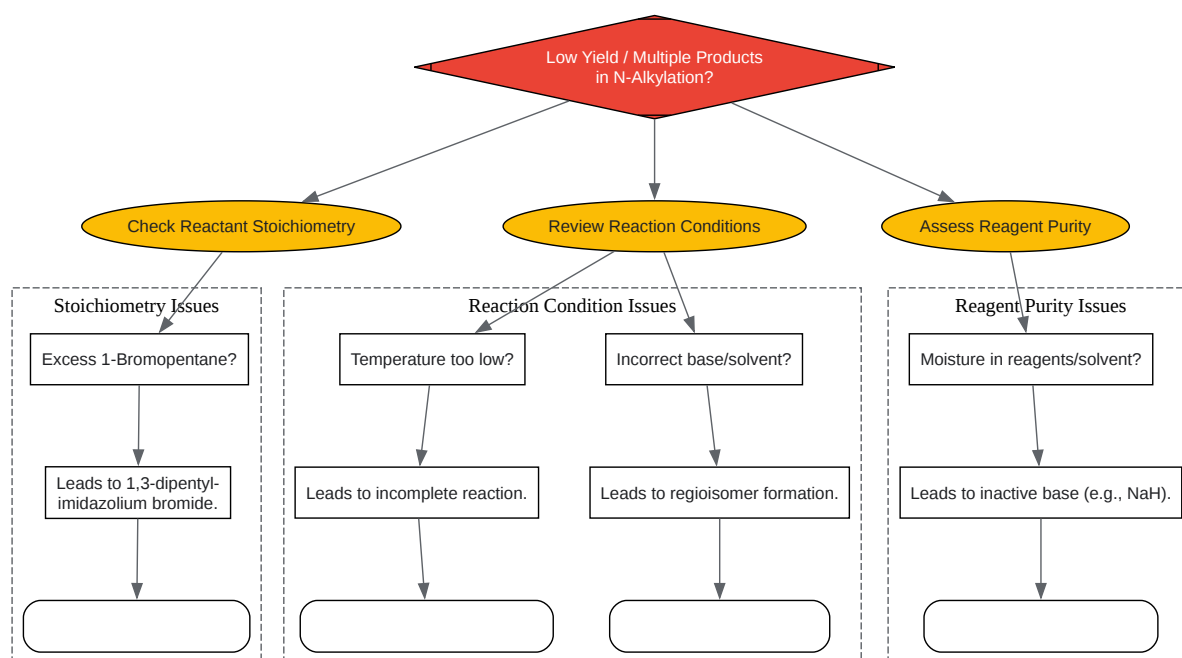 Low Yield / Multiple Products
in N-Alkylation?
Check Reactant Stoichiometry
Review Reaction Conditions
Assess Reagent Purity
Stoichiometry Issues
Reaction Condition Issues
Reagent Purity Issues
Excess 1-Bromopentane?
Temperature too low?
Incorrect base/solvent?
Moisture in reagents/solvent?
Leads to 1,3-dipentyl-
imidazolium bromide.
Leads to incomplete reaction.
Leads to regioisomer formation.
Leads to inactive base (e.g., NaH).